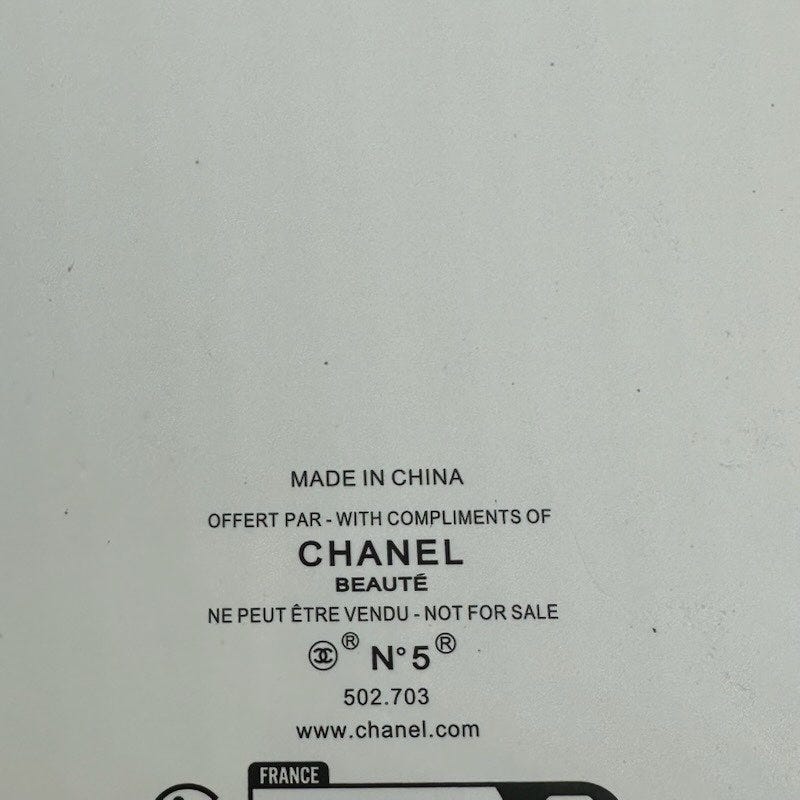 MADE IN CHINA
OFFERT PAR - WITH COMPLIMENTS OF
CHANEL
BEAUTÉ
NE PEUT ÊTRE VENDU - NOT FOR SALE
® N°5®
502.703
www.chanel.com
FRANCE